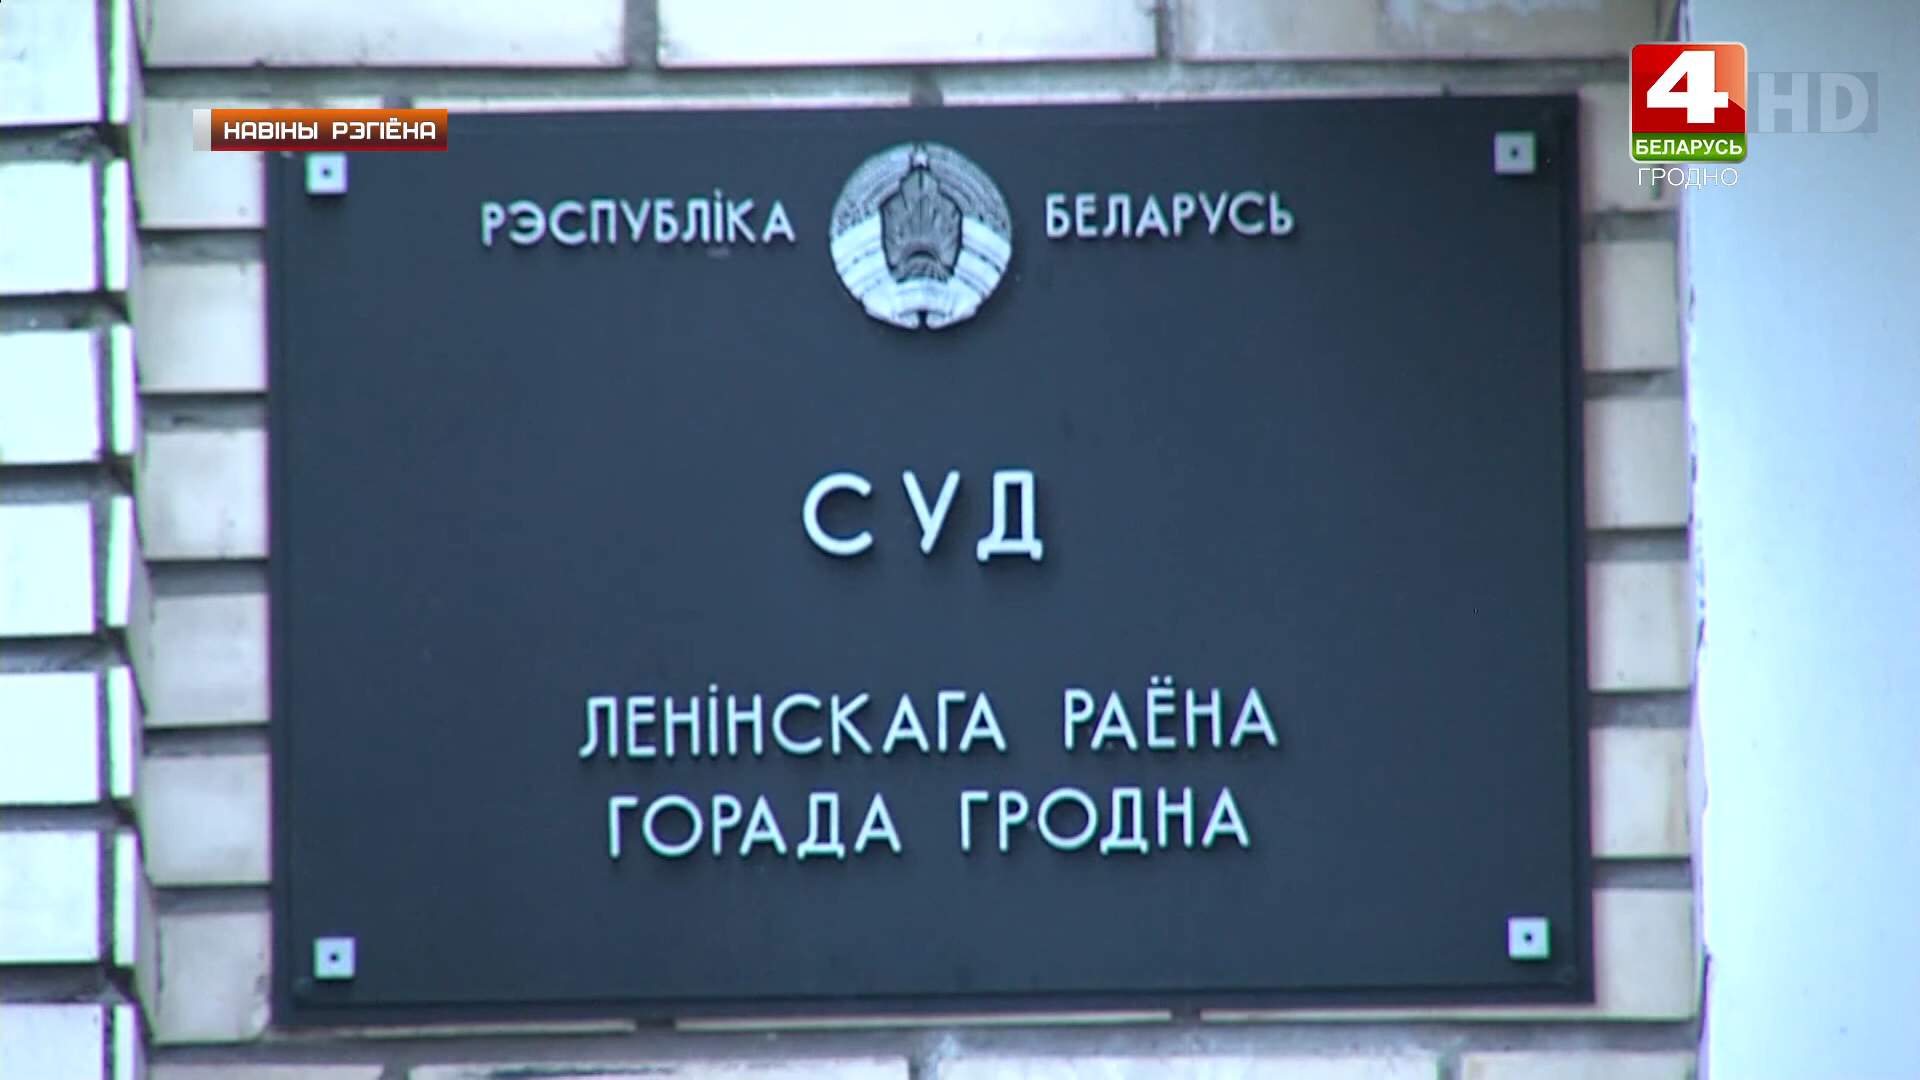 НАВІНЫ РЭГІЁНА
4 HD
БЕЛАРУСЬ
ГРОДНО
РЭСПУБЛІКА БЕЛАРУСЬ
СУД
ЛЕНІНСКАГА РАЁНА
ГОРАДА ГРОДНА